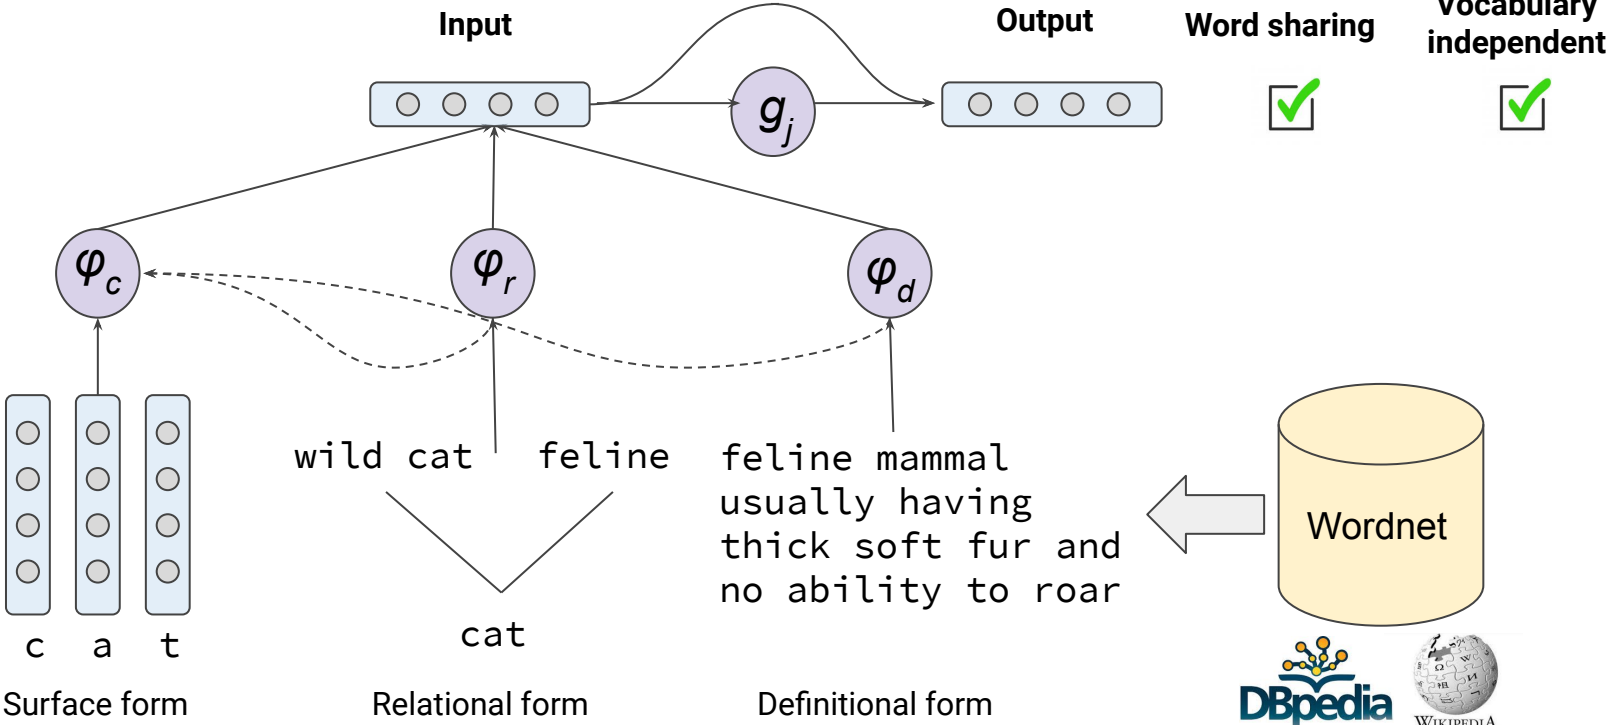 Input
Output
Word sharing
Vocabulary
independent
gj
φc
φr
φd
wild cat
feline
feline mammal
usually having
thick soft fur and
no ability to roar
Wordnet
cat
c a t
Surface form
Relational form
Definitional form
DBpedia
WIKIPEDIA